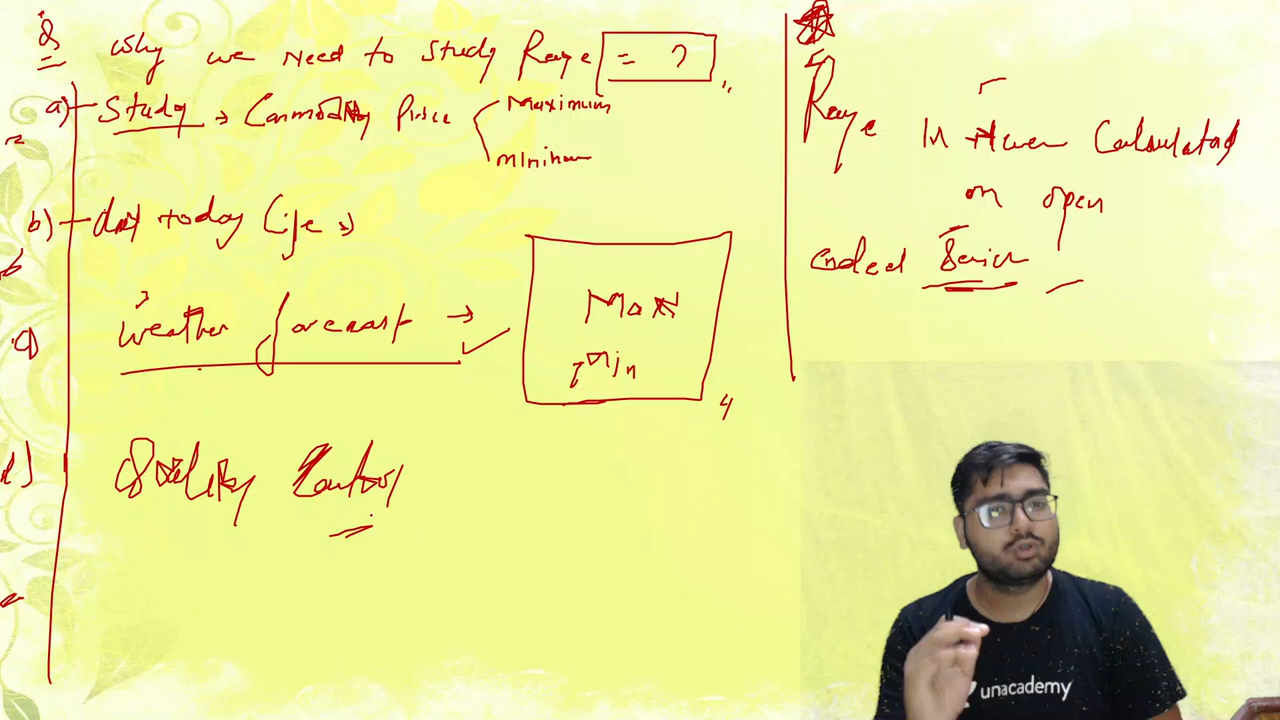 Q Why we need to study Range = ?
a) Study → Commodity Price Maximum
Minimum
b) day today life →
Weather forecast → Max
Min
Quality Control
Range is never calculated
on open
ended Series
c)
unacademy